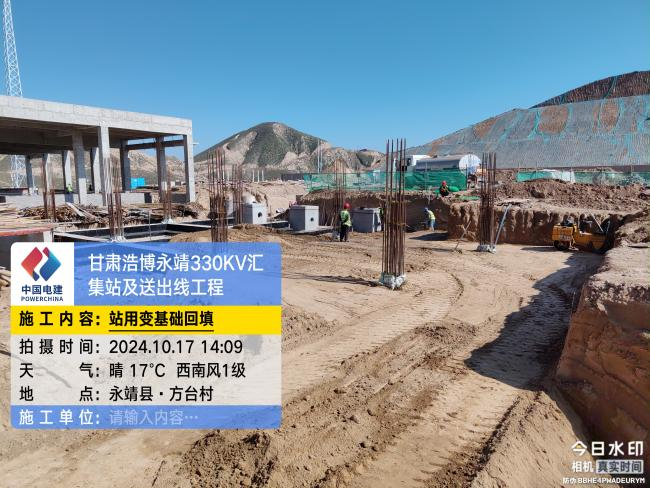 中国电建
POWERCHINA
甘肃浩博永靖330KV汇
集站及送出线工程
施工内容：站用变基础回填
拍摄时间：2024.10.17 14:09
天气：晴 17℃ 西南风1级
地点：永靖县·方台村
施工单位：请输入内容…
今日水印
相机 真实时间
防伪 BBHE4PWADEURYM